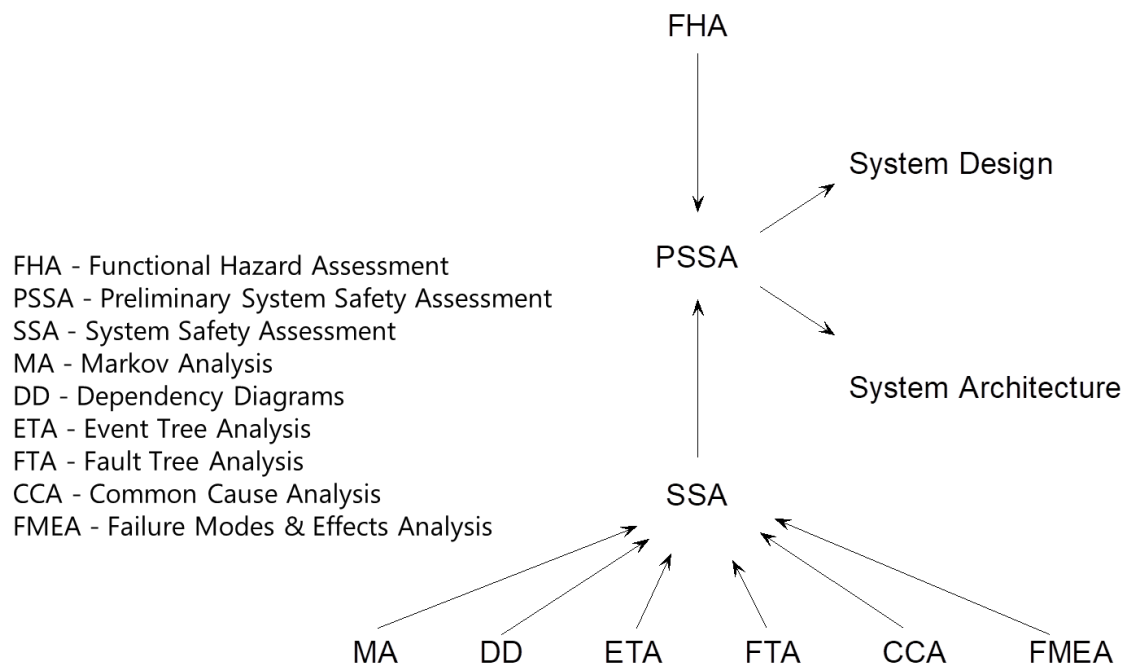 FHA
System Design
PSSA
FHA - Functional Hazard Assessment
PSSA - Preliminary System Safety Assessment
SSA - System Safety Assessment
MA - Markov Analysis
DD - Dependency Diagrams
ETA - Event Tree Analysis
FTA - Fault Tree Analysis
CCA - Common Cause Analysis
FMEA - Failure Modes & Effects Analysis
System Architecture
SSA
MA DD ETA FTA CCA FMEA